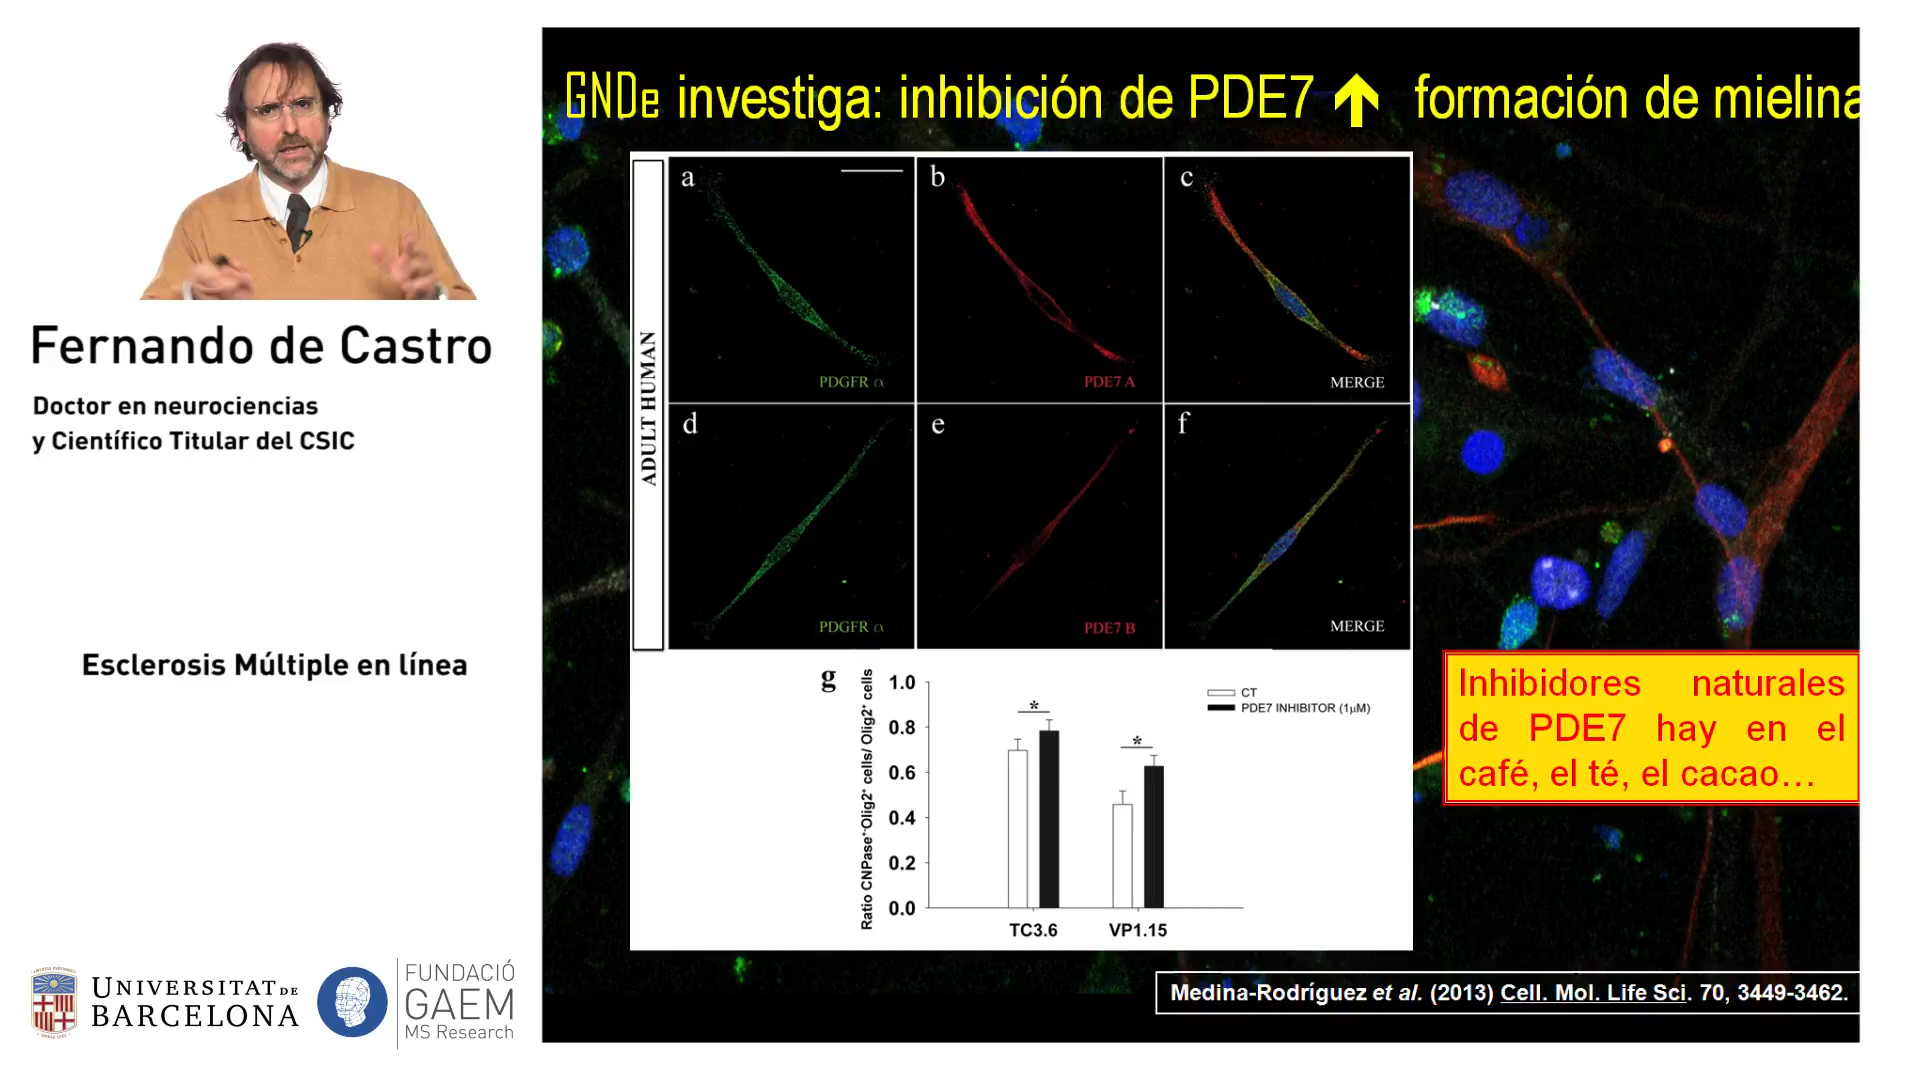 Fernando de Castro
Doctor en neurociencias
y Científico Titular del CSIC
Esclerosis Múltiple en línea
UNIVERSITAT DE
BARCELONA
FUNDACIÓ
GAEM
MS Research
GNDe investiga: inhibición de PDE7 ↑ formación de mielina
ADULT HUMAN
a
PDGFR α
b
PDE7 A
c
MERGE
d
PDGFR α
e
PDE7 B
f
MERGE
g
Ratio CNPase⁺-Olig2⁺ cells/ Olig2⁺ cells
1.0
0.8
0.6
0.4
0.2
0.0
*
*
CT
PDE7 INHIBITOR (1µM)
TC3.6
VP1.15
Inhibidores naturales
de PDE7 hay en el
café, el té, el cacao...
Medina-Rodríguez et al. (2013) Cell. Mol. Life Sci. 70, 3449-3462.